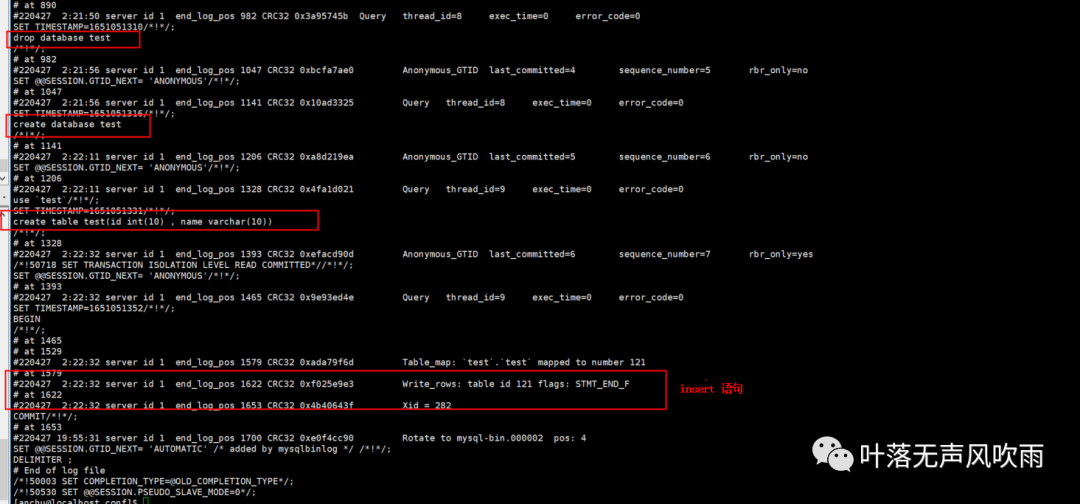 # at 890
#220427  2:21:50 server id 1  end_log_pos 982 CRC32 0x3a95745b  Query   thread_id=8     exec_time=0     error_code=0
SET TIMESTAMP=1651051310/*!*/;
drop database test
/*!*/;
# at 982
#220427  2:21:56 server id 1  end_log_pos 1047 CRC32 0xbcfa7ae0         Anonymous_GTID  last_committed=4        sequence_number=5       rbr_only=no
SET @@SESSION.GTID_NEXT= 'ANONYMOUS'/*!*/;
# at 1047
#220427  2:21:56 server id 1  end_log_pos 1141 CRC32 0x10ad3325         Query   thread_id=8     exec_time=0     error_code=0
SET TIMESTAMP=1651051316/*!*/;
create database test
/*!*/;
# at 1141
#220427  2:22:11 server id 1  end_log_pos 1206 CRC32 0xa8d219ea         Anonymous_GTID  last_committed=5        sequence_number=6       rbr_only=no
SET @@SESSION.GTID_NEXT= 'ANONYMOUS'/*!*/;
# at 1206
#220427  2:22:11 server id 1  end_log_pos 1328 CRC32 0x4fa1d021         Query   thread_id=9     exec_time=0     error_code=0
use `test`/*!*/;
SET TIMESTAMP=1651051331/*!*/;
create table test(id int(10) , name varchar(10))
/*!*/;
# at 1328
#220427  2:22:32 server id 1  end_log_pos 1393 CRC32 0xefacd90d         Anonymous_GTID  last_committed=6        sequence_number=7       rbr_only=yes
/*!50718 SET TRANSACTION ISOLATION LEVEL READ COMMITTED*//*!*/;
SET @@SESSION.GTID_NEXT= 'ANONYMOUS'/*!*/;
# at 1393
#220427  2:22:32 server id 1  end_log_pos 1465 CRC32 0x9e93ed4e         Query   thread_id=9     exec_time=0     error_code=0
SET TIMESTAMP=1651051352/*!*/;
BEGIN
/*!*/;
# at 1465
# at 1529
#220427  2:22:32 server id 1  end_log_pos 1579 CRC32 0xada79f6d         Table_map: `test`.`test` mapped to number 121
# at 1579
#220427  2:22:32 server id 1  end_log_pos 1622 CRC32 0xf025e9e3         Write_rows: table id 121 flags: STMT_END_F
insert 语句
# at 1622
#220427  2:22:32 server id 1  end_log_pos 1653 CRC32 0x4b40643f         Xid = 282
COMMIT/*!*/;
# at 1653
#220427 19:55:31 server id 1  end_log_pos 1700 CRC32 0xe0f4cc90         Rotate to mysql-bin.000002  pos: 4
SET @@SESSION.GTID_NEXT= 'AUTOMATIC' /* added by mysqlbinlog */ /*!*/;
DELIMITER ;
# End of log file
/*!50003 SET COMPLETION_TYPE=@OLD_COMPLETION_TYPE*/;
/*!50530 SET @@SESSION.PSEUDO_SLAVE_MODE=0*/;
[anchu@localhost conf]$
叶落无声风吹雨